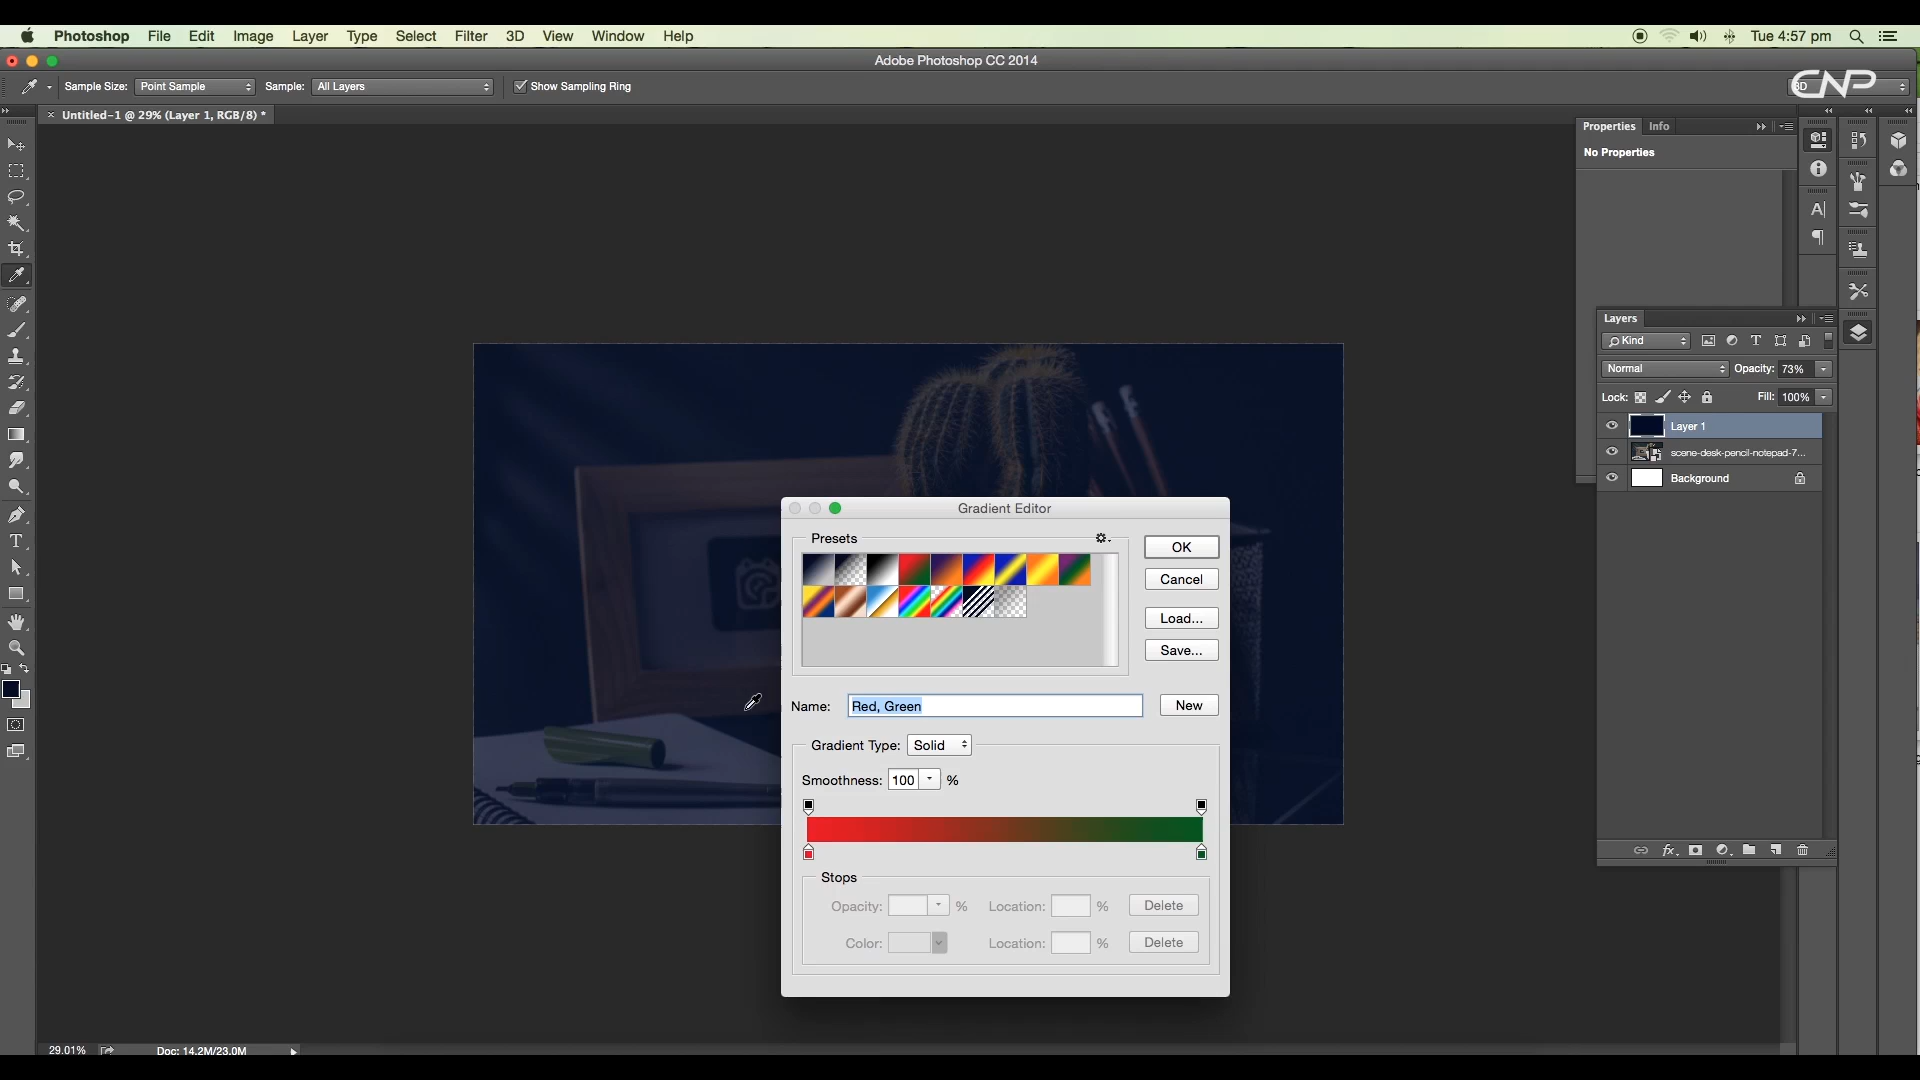 Photoshop File Edit Image Layer Type Select Filter 3D View Window Help Tue 4:57 pm
Adobe Photoshop CC 2014
Sample Size: Point Sample Sample: All Layers Show Sampling Ring
CNP
Untitled-1 @ 29% (Layer 1, RGB/8) *
Properties Info
No Properties
Layers
Kind
Normal Opacity: 73%
Lock: Fill: 100%
Layer 1
scene-desk-pencil-notepad-7...
Background
Gradient Editor
Presets
OK
Cancel
Load...
Save...
Name: Red, Green New
Gradient Type: Solid
Smoothness: 100 %
Stops
Opacity: % Location: % Delete
Color: Location: % Delete
29.01% Doc: 14.2M/23.0M